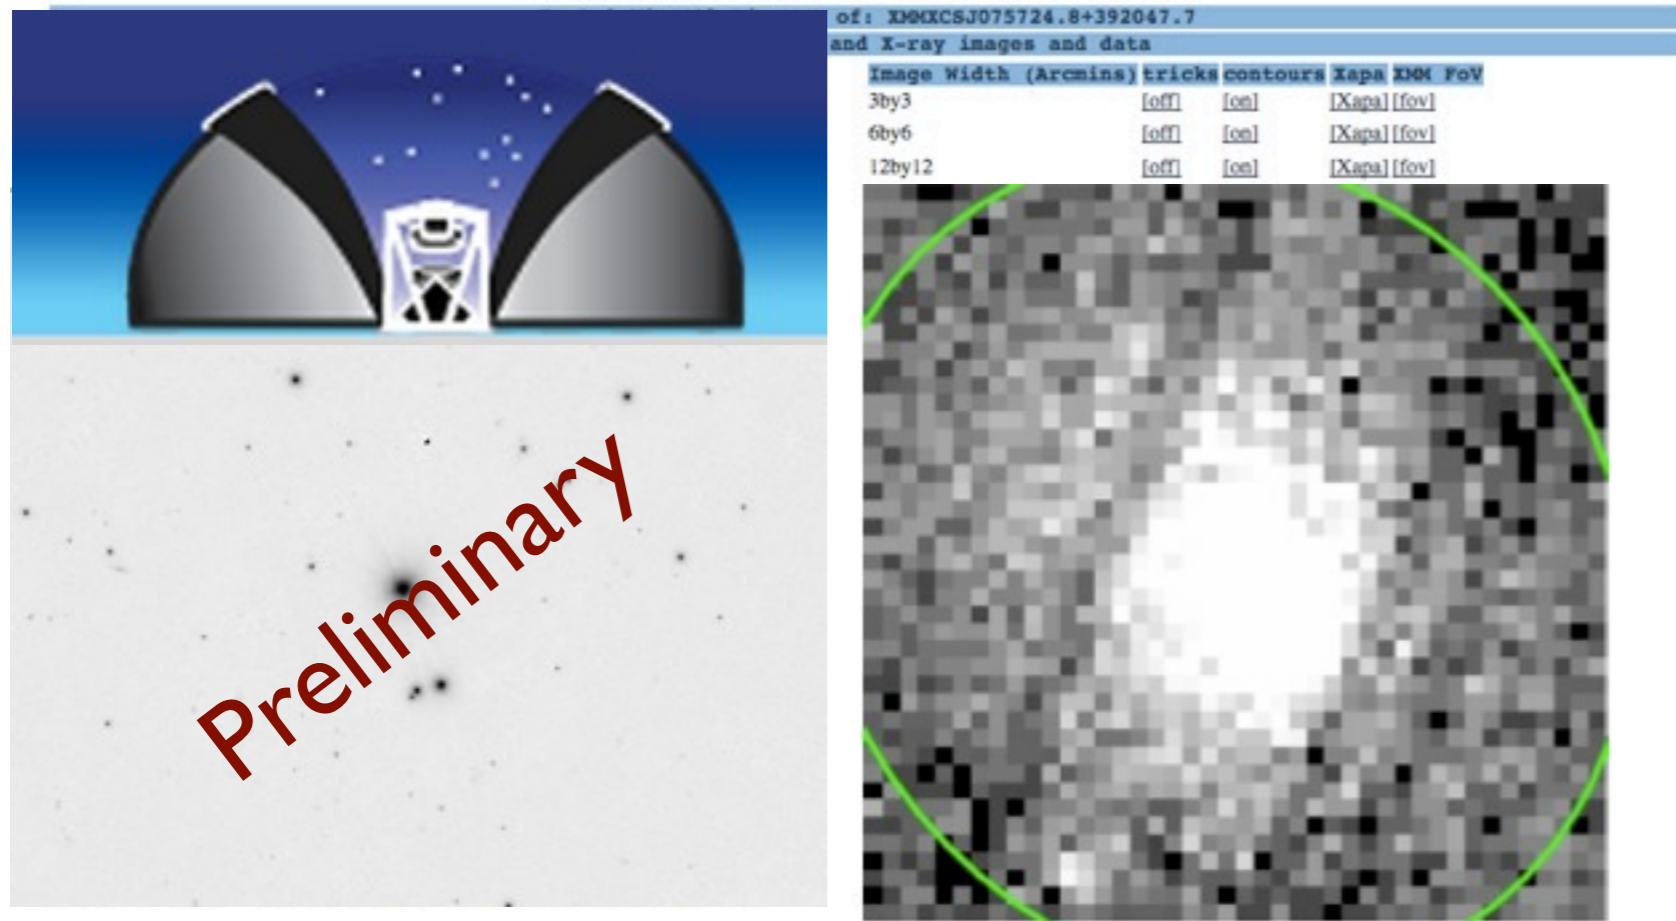 of: XMMXCSJ075724.8+392047.7
and X-ray images and data
Image Width (Arcmins) tricks contours Xapa XMM FoV
3by3 [off] [on] [Xapa] [fov]
6by6 [off] [on] [Xapa] [fov]
12by12 [off] [on] [Xapa] [fov]
Preliminary